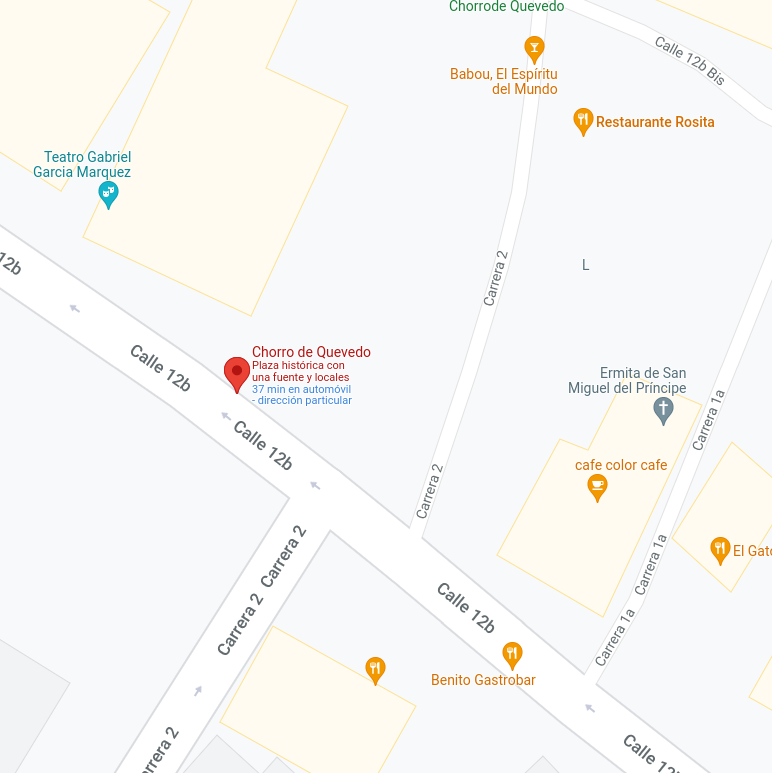 Chorrode Quevedo
Calle 12b Bis
Babou, El Espíritu
del Mundo
Restaurante Rosita
Teatro Gabriel
Garcia Marquez
12b
Carrera 2
L
Calle 12b
Chorro de Quevedo
Plaza histórica con
una fuente y locales
37 min en automóvil
- dirección particular
Ermita de San
Miguel del Príncipe
Carrera 1a
Calle 12b
cafe color cafe
Carrera 2
Carrera 2
El Gato
Carrera 1a
Calle 12b
Carrera 2
Carrera 1a
Benito Gastrobar
Carrera 2
Calle 12b